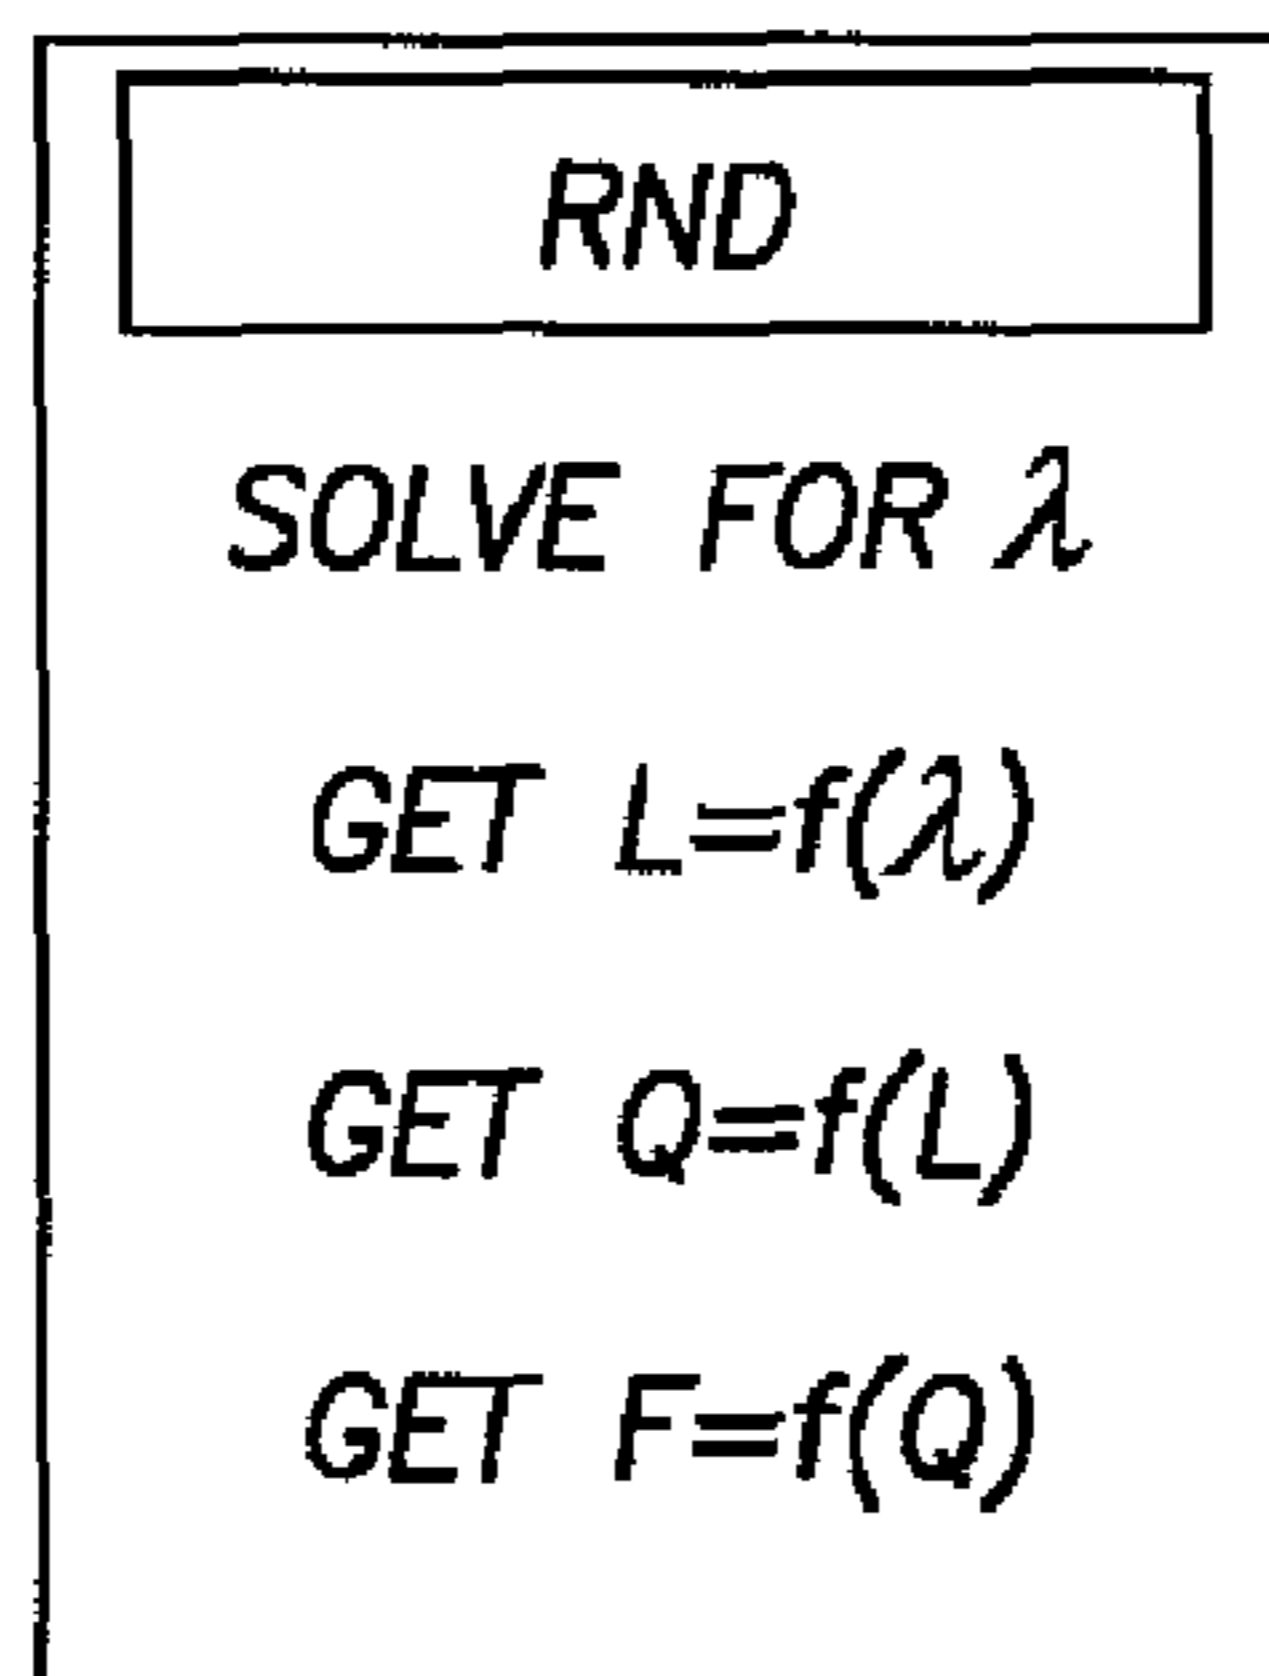 RND
SOLVE FOR λ
GET L=f(λ)
GET Q=f(L)
GET F=f(Q)